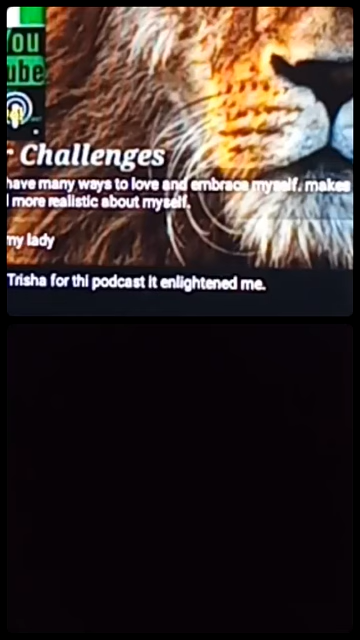 You
ube
Challenges
have many ways to love and embrace myself. makes
more realistic about myself.
my lady
Trisha for thi podcast it enlightened me.